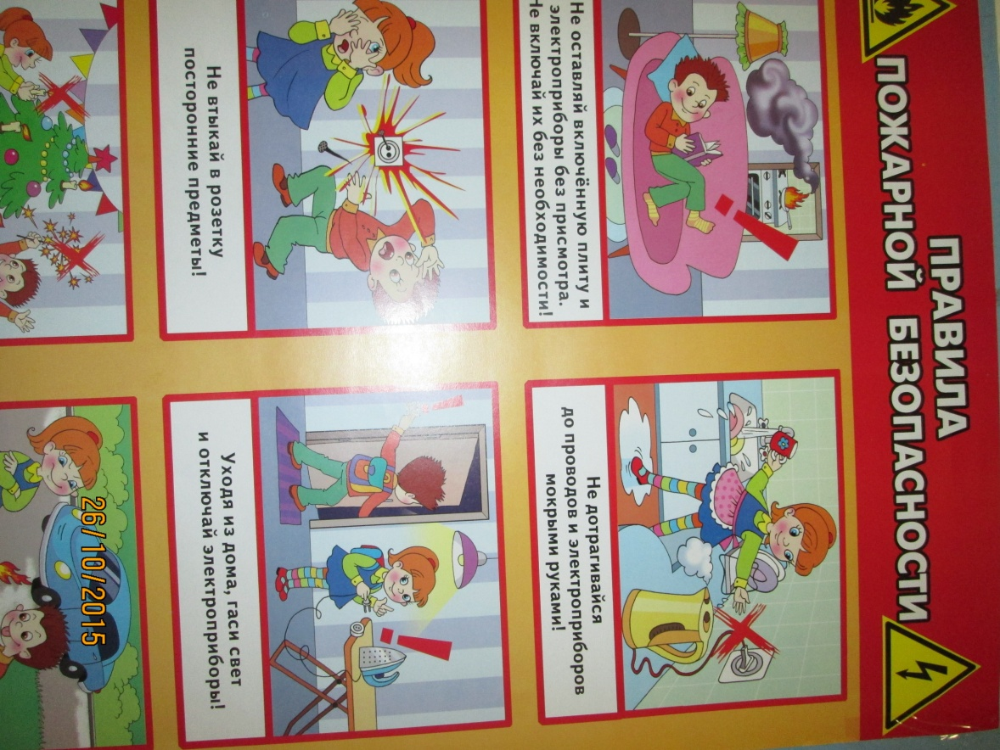 ПРАВИЛА
ПОЖАРНОЙ БЕЗОПАСНОСТИ
Не оставляй включённую плиту и
электроприборы без присмотра.
Не включай их без необходимости!
Не дотрагивайся
до проводов и электроприборов
мокрыми руками!
Не втыкай в розетку
посторонние предметы!
Уходя из дома, гаси свет
и отключай электроприборы!
26/10/2015